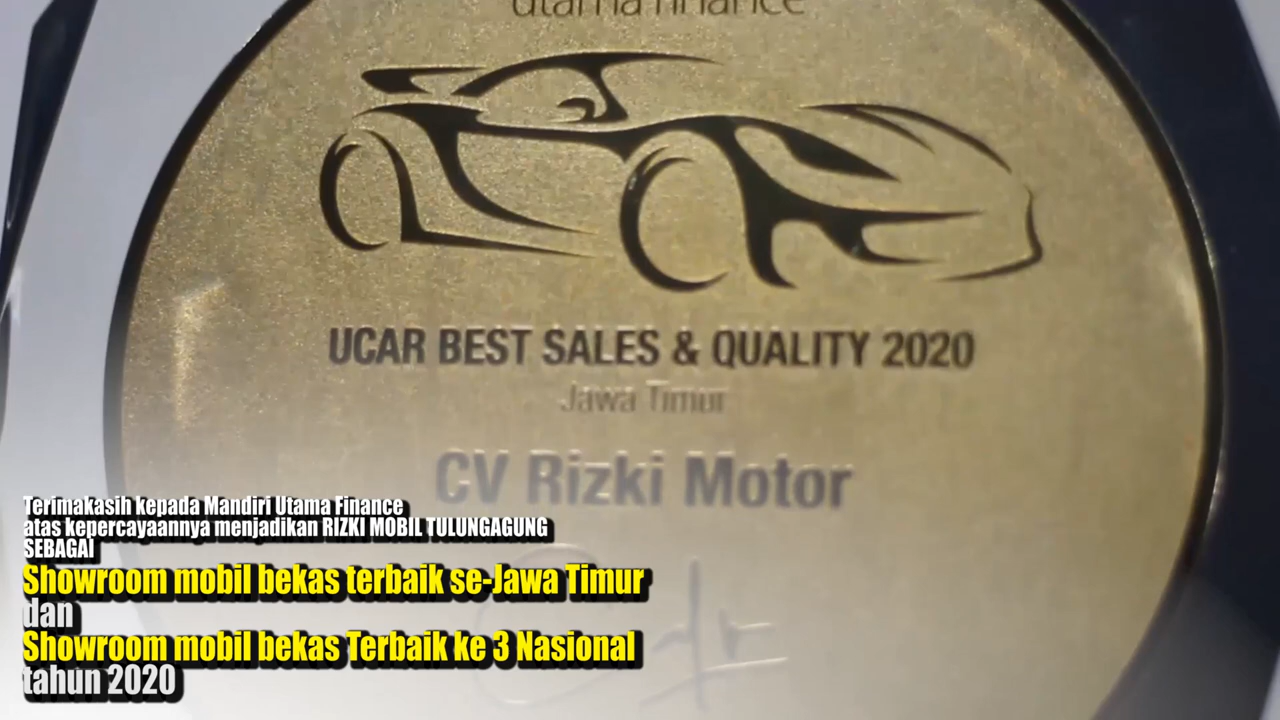 utama finance
UCAR BEST SALES & QUALITY 2020
Jawa Timur
CV Rizki Motor
Terimakasih kepada Mandiri Utama Finance
atas kepercayaannya menjadikan RIZKI MOBIL TULUNGAGUNG
SEBAGAI
Showroom mobil bekas terbaik se-Jawa Timur
dan
Showroom mobil bekas Terbaik ke 3 Nasional
tahun 2020